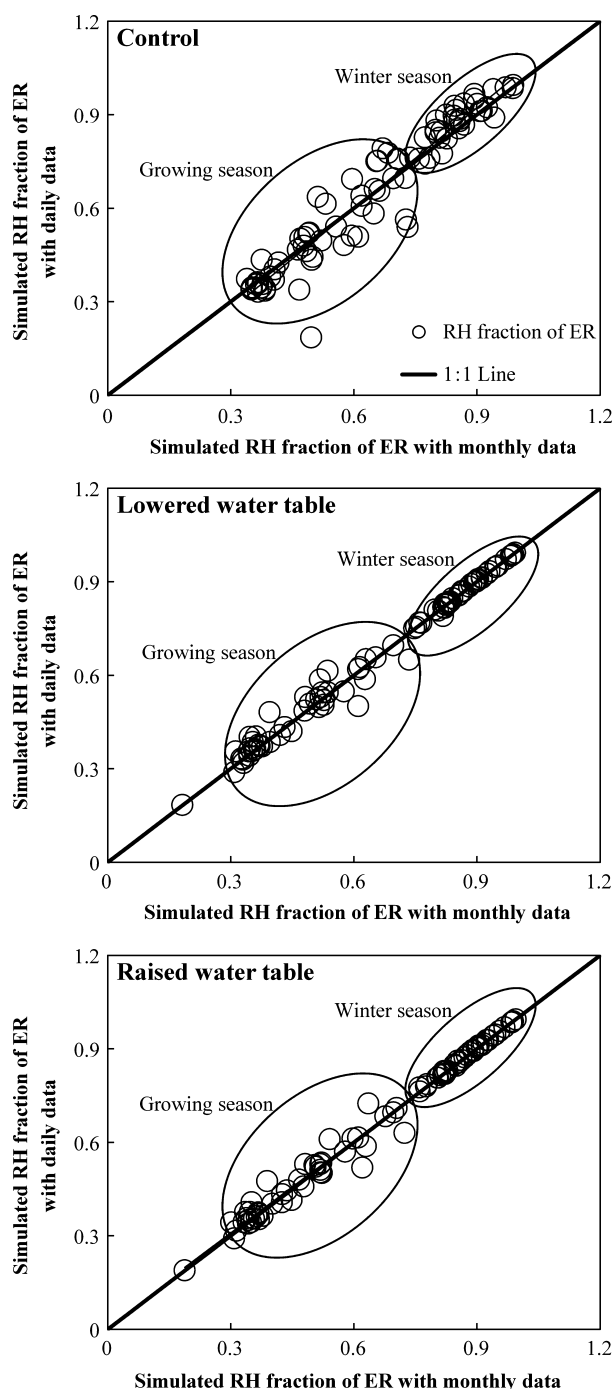 Control
Winter season
Growing season
RH fraction of ER
1:1 Line
Simulated RH fraction of ER
with daily data
1.2
0.9
0.6
0.3
0
0
0.3
0.6
0.9
1.2
Simulated RH fraction of ER with monthly data
Lowered water table
Winter season
Growing season
Simulated RH fraction of ER
with daily data
1.2
0.9
0.6
0.3
0
0
0.3
0.6
0.9
1.2
Simulated RH fraction of ER with monthly data
Raised water table
Winter season
Growing season
Simulated RH fraction of ER
with daily data
1.2
0.9
0.6
0.3
0
0
0.3
0.6
0.9
1.2
Simulated RH fraction of ER with monthly data